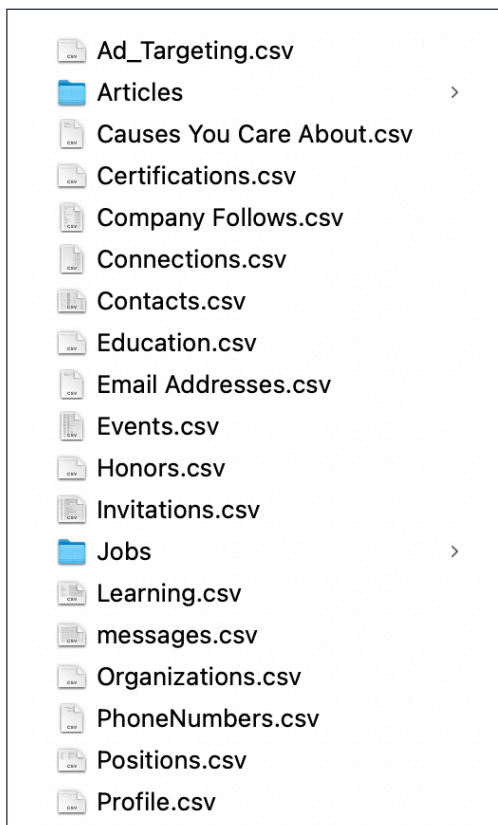 Ad_Targeting.csv
Articles
Causes You Care About.csv
Certifications.csv
Company Follows.csv
Connections.csv
Contacts.csv
Education.csv
Email Addresses.csv
Events.csv
Honors.csv
Invitations.csv
Jobs
Learning.csv
messages.csv
Organizations.csv
PhoneNumbers.csv
Positions.csv
Profile.csv